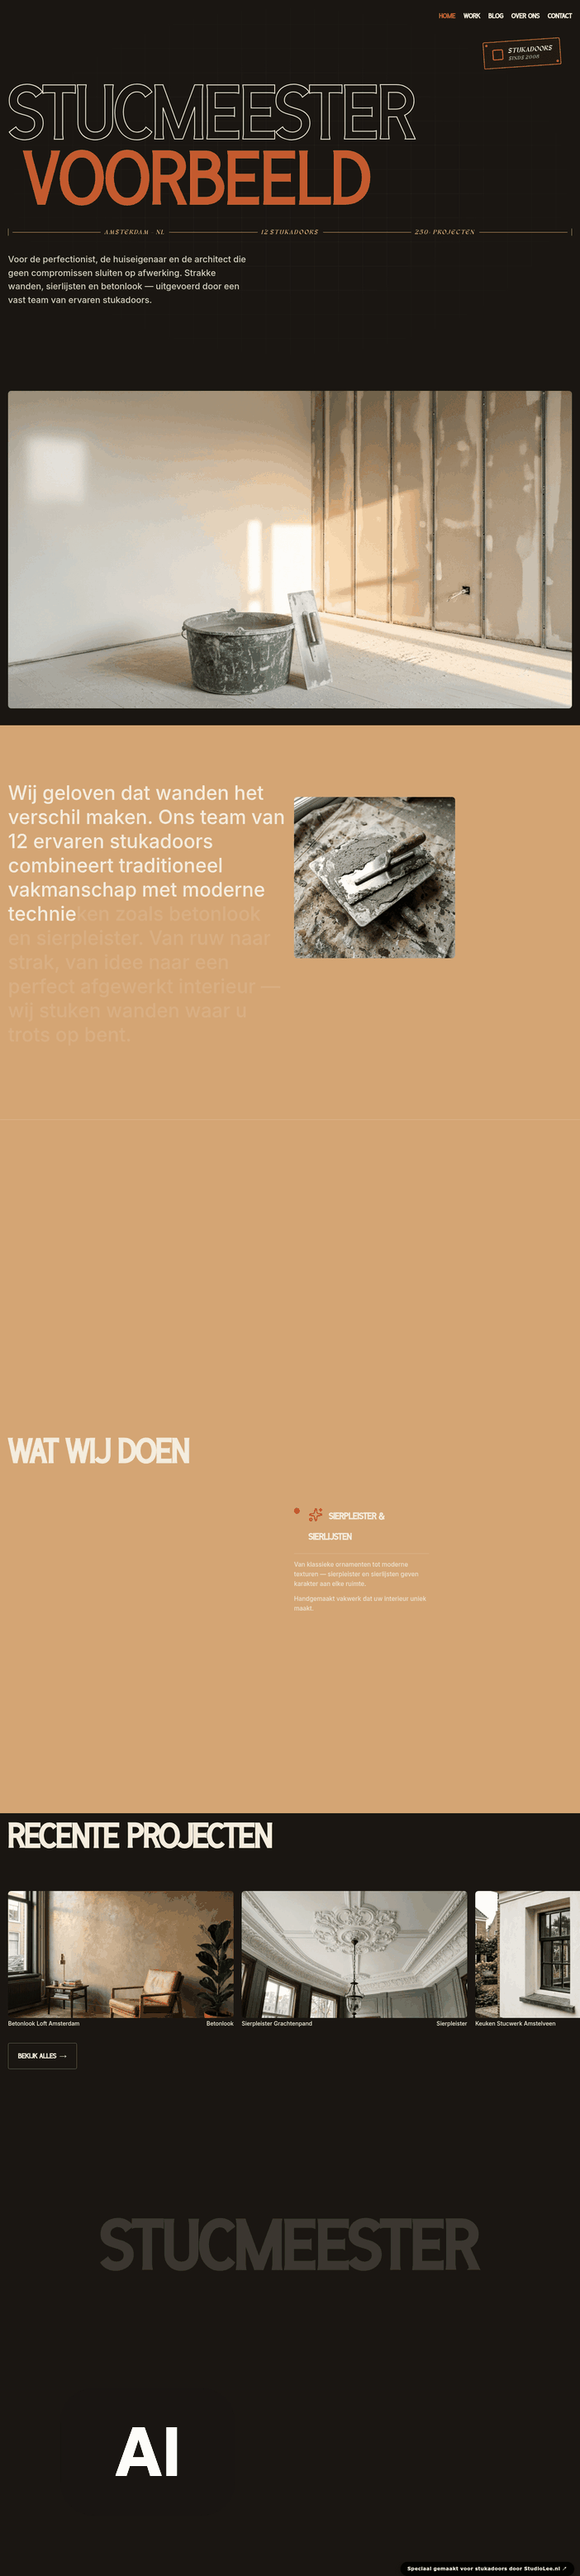 HOME WORK BLOG OVER ONS CONTACT
STUKADOORS
SINDS 2008
STUCMEESTER
VOORBEELD
AMSTERDAM · NL
12 STUKADOORS
250+ PROJECTEN
Voor de perfectionist, de huiseigenaar en de architect die
geen compromissen sluiten op afwerking. Strakke
wanden, sierlijsten en betonlook — uitgevoerd door een
vast team van ervaren stukadoors.
Wij geloven dat wanden het
verschil maken. Ons team van
12 ervaren stukadoors
combineert traditioneel
vakmanschap met moderne
technieken zoals betonlook
en sierpleister. Van ruw naar
strak, van idee naar een
perfect afgewerkt interieur —
wij stuken wanden waar u
trots op bent.
WAT WIJ DOEN
SIERPLEISTER &
SIERLIJSTEN
Van klassieke ornamenten tot moderne
texturen — sierpleister en sierlijsten geven
karakter aan elke ruimte.
Handgemaakt vakwerk dat uw interieur uniek
maakt.
RECENTE PROJECTEN
Betonlook Loft Amsterdam
Betonlook
Sierpleister Grachtenpand
Sierpleister
Keuken Stucwerk Amstelveen
BEKIJK ALLES →
STUCMEESTER
AI
Speciaal gemaakt voor stukadoors door StudioLee.nl ↗